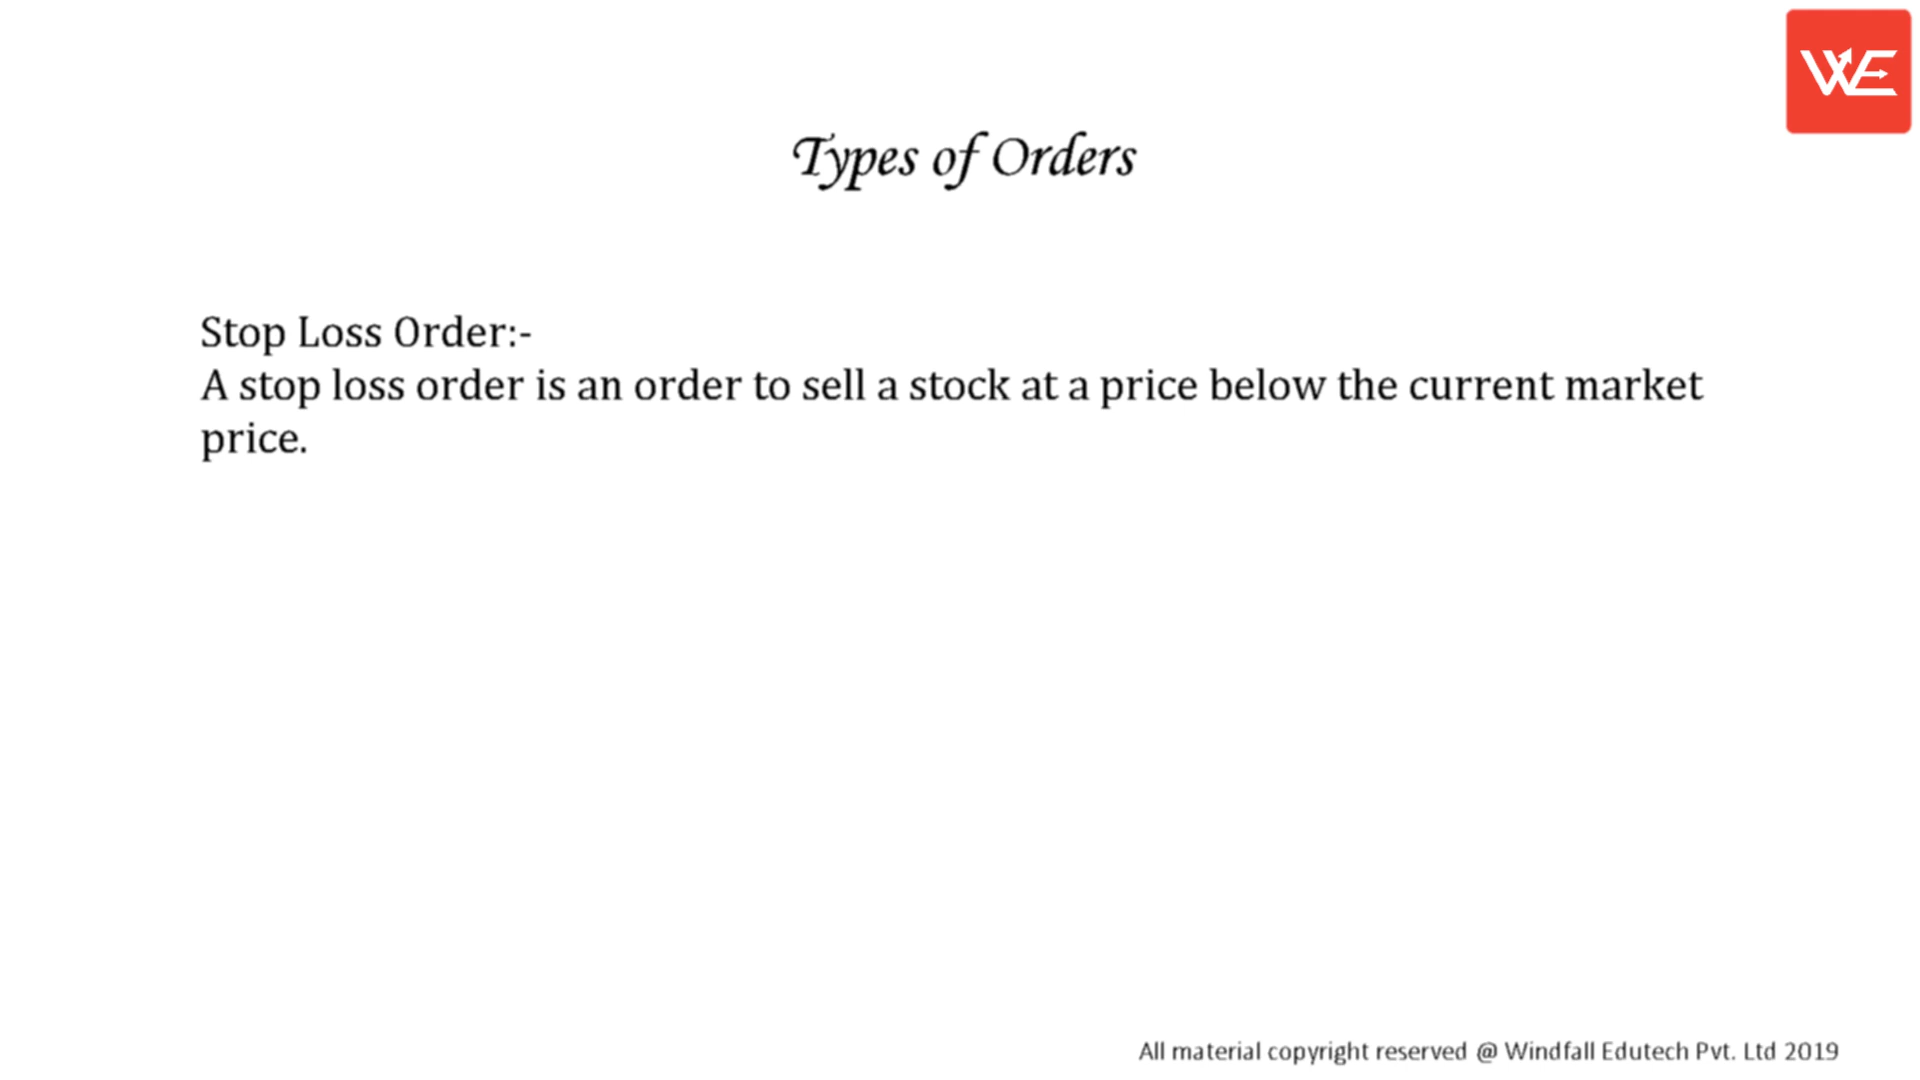 WE
Types of Orders
Stop Loss Order:-
A stop loss order is an order to sell a stock at a price below the current market
price.
All material copyright reserved @ Windfall Edutech Pvt. Ltd 2019